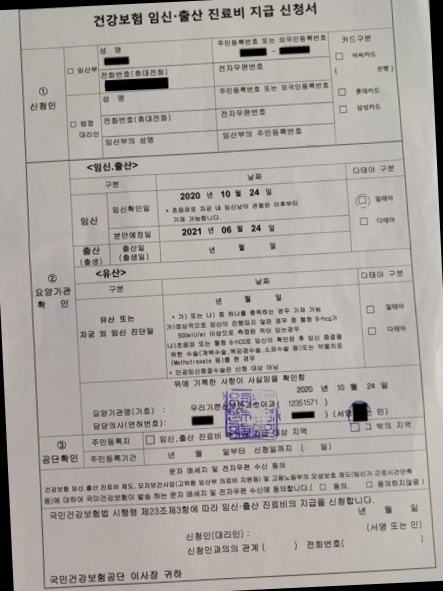 건강보험 임신·출산 진료비 지급 신청서
① 신청인
□ 임산부
성 명
주민등록번호 또는 외국인등록번호
카드구분
전화번호(휴대전화)
전자우편번호
□ 비씨카드
( 은행)
□ 롯데카드
□ 삼성카드
□ 법정대리인
성 명
주민등록번호 또는 외국인등록번호
전화번호(휴대전화)
전자우편번호
임산부의 성명
임산부의 주민등록번호
② 요양기관 확 인
<임신.출산>
구분
날짜
다태아 구분
임신
임신확인일
2020 년 10 월 24 일
* 초음파로 자궁 내 임신낭이 관찰된 이후부터
기재 가능합니다.
분만예정일
2021 년 06 월 24 일
□ 일태아
□ 다태아
출산(출생)
출산일(출생일)
년 월 일
<유산>
구분
날짜
다태아 구분
유산 또는
자궁 외 임신 진단일
년 월 일
* 가) 또는 나) 중 하나를 충족하는 경우 기재 가능
가)정상적으로 임신이 진행되지 않은 경우 중 혈청 β-hcg가
500mIU/ml 이상으로 측정된 적이 있는경우
나)초음파 또는 혈청 β-hCG로 임신이 확인된 후 임신 종결을
위한 수술(개복수술,복강경수술,소파수술 등)또는 약물치료
(Methotrexate 등)를 한 경우
* 인공임신중절수술은 신청 대상 아님
□ 일태아
□ 다태아
위에 기록한 사항이 사실임을 확인함
2020 년 10 월 24 일
요양기관명(기호) : 우리기쁜 ( 12351571 )
담당의사(면허번호): ( ) (서명 인)
③ 공단확인
주민등록지
□ 임신.출산 진료비 지급 대상 지역
□ 그 밖의 지역
주민등록기간
년 월 일부터 신청일까지 ( 일)
문자 메세지 및 전자우편 수신 동의
건강보험 임신·출산 진료비 제도, 모자보건사업(고위험 임산부 의료비 지원등) 및 고용노동부의 모성보호 제도(임신기 근로시간단축
등)에 대하여 국민건강보험이 발송 하는 문자 메세지 및 전자우편 수신에 동의합니다.( □ 동의, □ 동의하지않음 )
국민건강보험법 시행령 제23조제3항에 따라 임신·출산 진료비의 지급을 신청합니다.
년 월 일
신청인(대리인) : (서명 또는 인)
신청인과의 관계 ( ) 전화번호(
국민건강보험공단 이사장 귀하